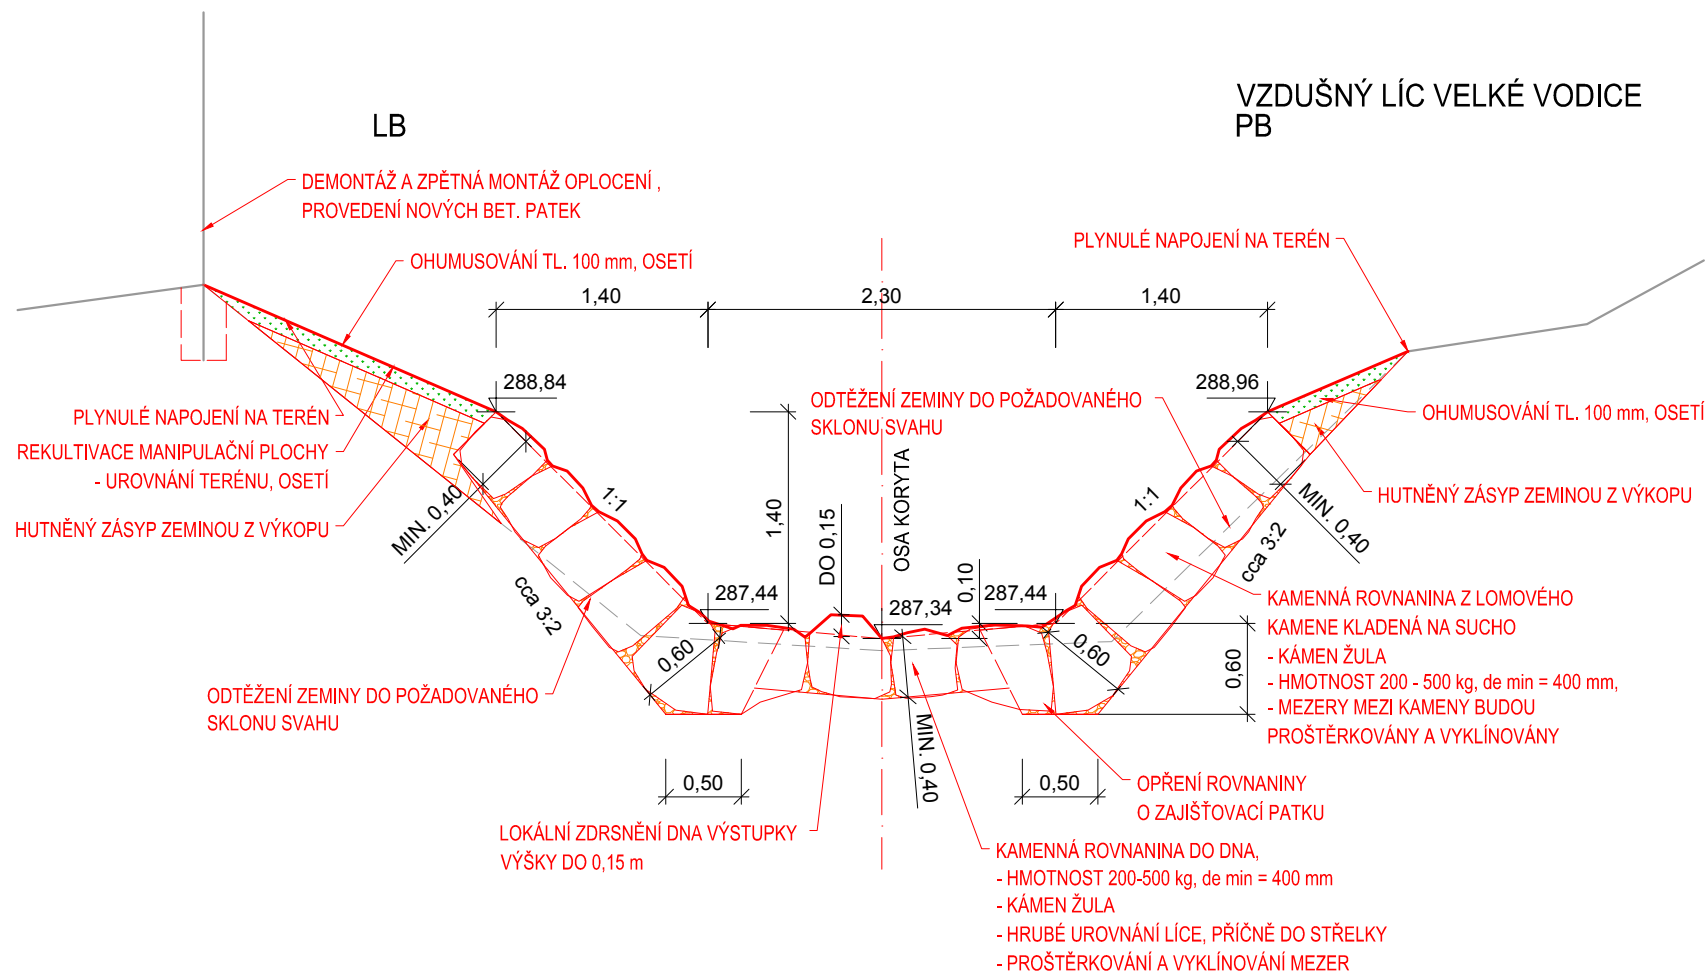 VZDUŠNÝ LÍC VELKÉ VODICE
LB
PB
DEMONTÁŽ A ZPĚTNÁ MONTÁŽ OPLOCENÍ ,
PROVEDENÍ NOVÝCH BET. PATEK
OHUMUSOVÁNÍ TL. 100 mm, OSETÍ
PLYNULÉ NAPOJENÍ NA TERÉN
1,40
2,30
1,40
288,84
288,96
ODTĚŽENÍ ZEMINY DO POŽADOVANÉHO
SKLONU SVAHU
PLYNULÉ NAPOJENÍ NA TERÉN
REKULTIVACE MANIPULAČNÍ PLOCHY
- UROVNÁNÍ TERÉNU, OSETÍ
HUTNĚNÝ ZÁSYP ZEMINOU Z VÝKOPU
OHUMUSOVÁNÍ TL. 100 mm, OSETÍ
HUTNĚNÝ ZÁSYP ZEMINOU Z VÝKOPU
MIN. 0,40
1:1
cca 3:2
1,40
DO 0,15
OSA KORYTA
0,10
1:1
MIN. 0,40
cca 3:2
287,44
287,34
287,44
0,60
0,60
0,60
KAMENNÁ ROVNANINA Z LOMOVÉHO
KAMENE KLADENÁ NA SUCHO
- KÁMEN ŽULA
- HMOTNOST 200 - 500 kg, de min = 400 mm,
- MEZERY MEZI KAMENY BUDOU
PROŠTĚRKOVÁNY A VYKLÍNOVÁNY
ODTĚŽENÍ ZEMINY DO POŽADOVANÉHO
SKLONU SVAHU
MIN. 0,40
0,50
0,50
OPŘENÍ ROVNANINY
O ZAJIŠŤOVACÍ PATKU
LOKÁLNÍ ZDRSNĚNÍ DNA VÝSTUPKY
VÝŠKY DO 0,15 m
KAMENNÁ ROVNANINA DO DNA,
- HMOTNOST 200-500 kg, de min = 400 mm
- KÁMEN ŽULA
- HRUBÉ UROVNÁNÍ LÍCE, PŘÍČNĚ DO STŘELKY
- PROŠTĚRKOVÁNÍ A VYKLÍNOVÁNÍ MEZER